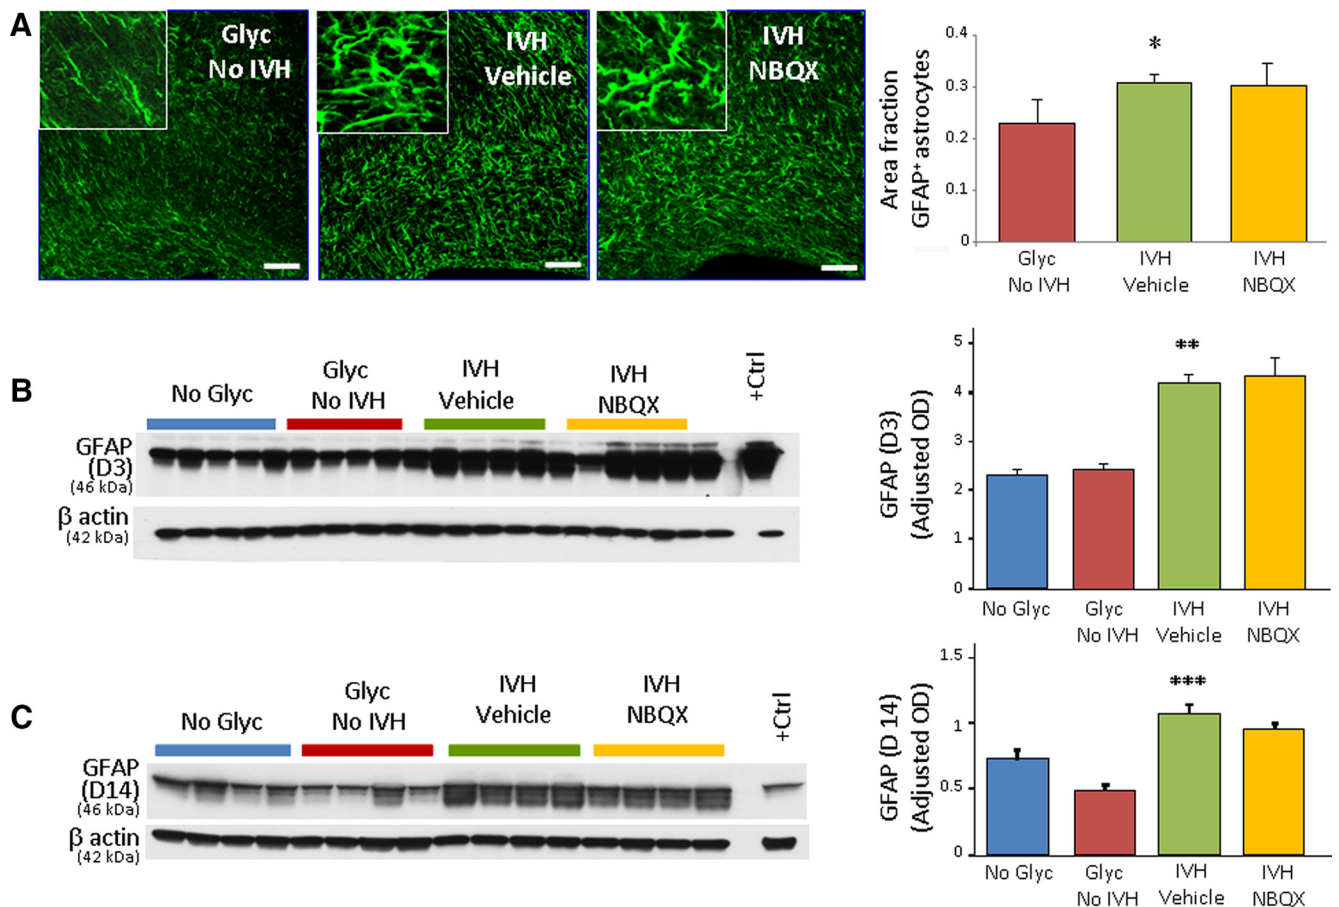 A
Glyc
No IVH
IVH
Vehicle
IVH
NBQX
Area fraction
GFAP⁺ astrocytes
0.4
0.3
0.2
0.1
0
*
Glyc
No IVH
IVH
Vehicle
IVH
NBQX
B
No Glyc
Glyc
No IVH
IVH
Vehicle
IVH
NBQX
+Ctrl
GFAP
(D3)
(46 kDa)
β actin
(42 kDa)
GFAP (D3)
(Adjusted OD)
5
4
2
2
1
0
**
No Glyc
Glyc
No IVH
IVH
Vehicle
IVH
NBQX
C
No Glyc
Glyc
No IVH
IVH
Vehicle
IVH
NBQX
+Ctrl
GFAP
(D14)
(46 kDa)
β actin
(42 kDa)
GFAP (D 14)
(Adjusted OD)
1.5
1
0.5
0
***
No Glyc
Glyc
No IVH
IVH
Vehicle
IVH
NBQX